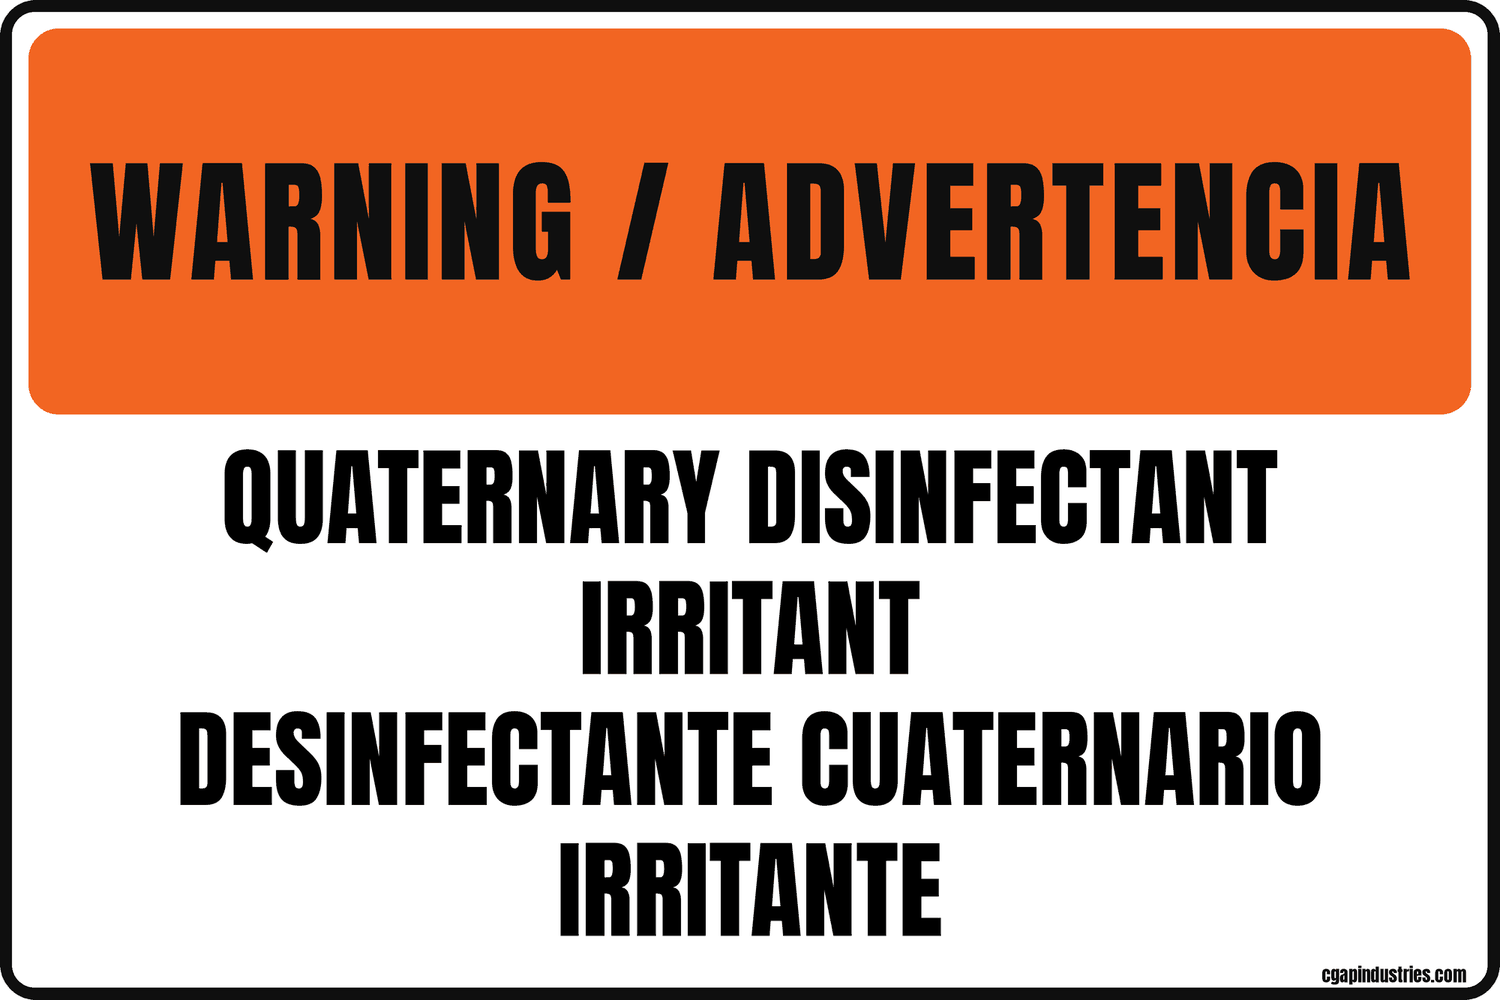 WARNING / ADVERTENCIA
QUATERNARY DISINFECTANT
IRRITANT
DESINFECTANTE CUATERNARIO
IRRITANTE
cgapindustries.com